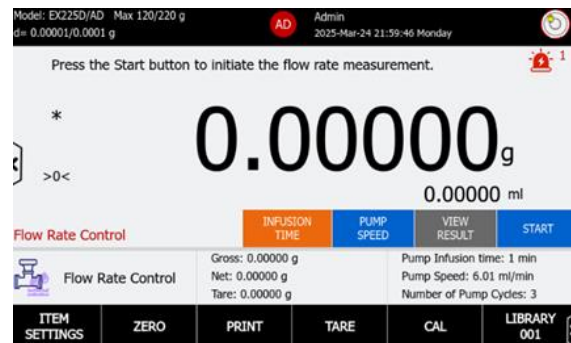 Model: EX225D/AD Max 120/220 g
d= 0.00001/0.0001 g
AD
Admin
2025-Mar-24 21:59:46 Monday
Press the Start button to initiate the flow rate measurement.
1
*
0.00000 g
>0<
0.00000 ml
Flow Rate Control
INFUSION
TIME
PUMP
SPEED
VIEW
RESULT
START
Flow Rate Control
Gross: 0.00000 g
Net: 0.00000 g
Tare: 0.00000 g
Pump Infusion time: 1 min
Pump Speed: 6.01 ml/min
Number of Pump Cycles: 3
ITEM
SETTINGS
ZERO
PRINT
TARE
CAL
LIBRARY
001